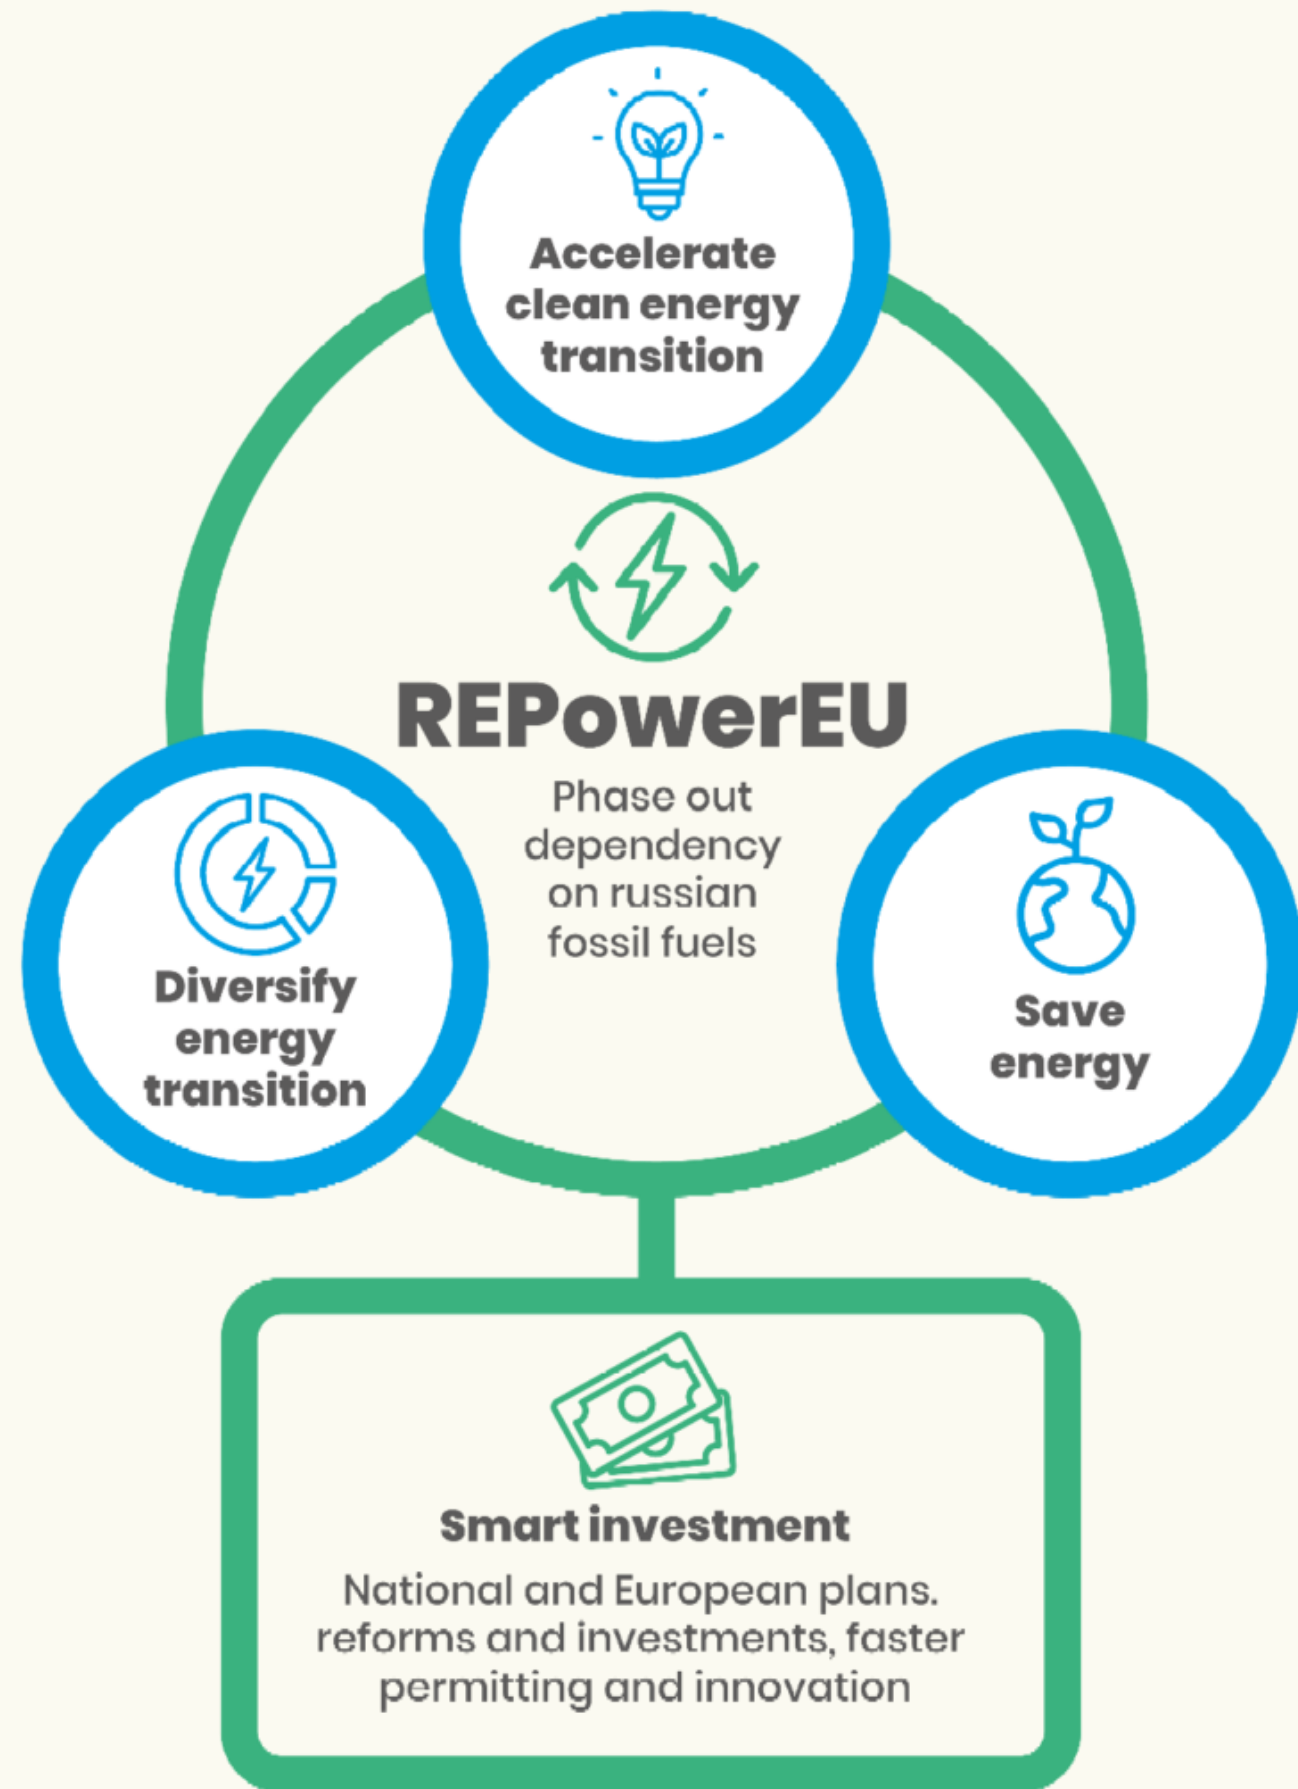 Accelerate
clean energy
transition
REPowerEU
Phase out
dependency
on russian
fossil fuels
Diversify
energy
transition
Save
energy
Smart investment
National and European plans.
reforms and investments, faster
permitting and innovation